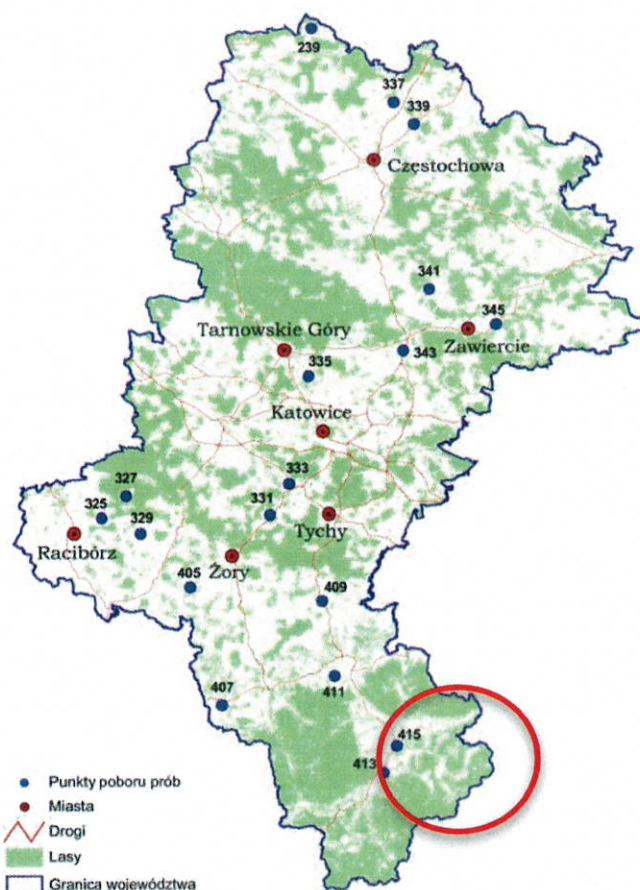 239
337
339
Częstochowa
341
345
Tarnowskie Góry
Zawiercie
343
335
Katowice
333
327
325
331
329
Tychy
Racibórz
Żory
405
409
411
407
415
413
Punkty poboru prób
Miasta
Drogi
Lasy
Granica województwa